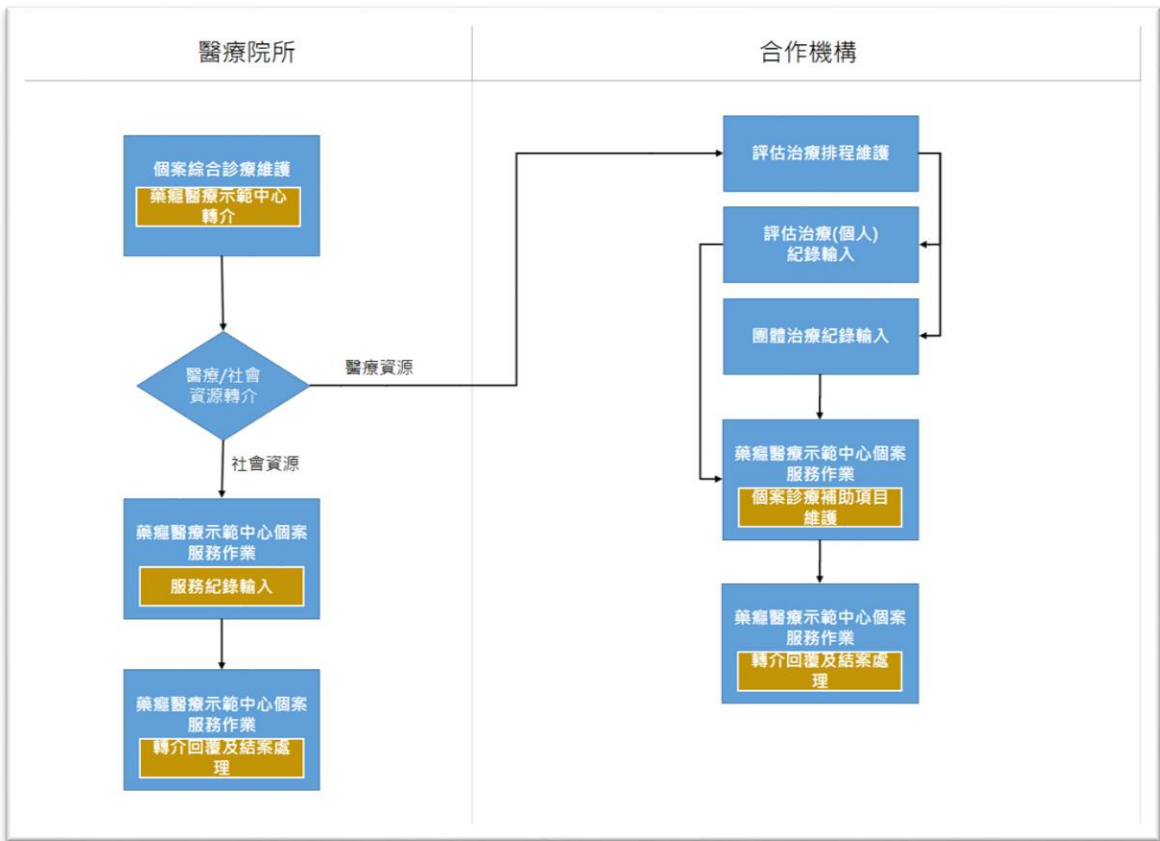 醫療院所
合作機構
個案綜合診療維護
藥癮醫療示範中心
轉介
醫療/社會
資源轉介
醫療資源
社會資源
藥癮醫療示範中心個案
服務作業
服務紀錄輸入
藥癮醫療示範中心個案
服務作業
轉介回覆及結案處
理
評估治療排程維護
評估治療(個人)
紀錄輸入
團體治療紀錄輸入
藥癮醫療示範中心個案
服務作業
個案診療補助項目
維護
藥癮醫療示範中心個案
服務作業
轉介回覆及結案處
理